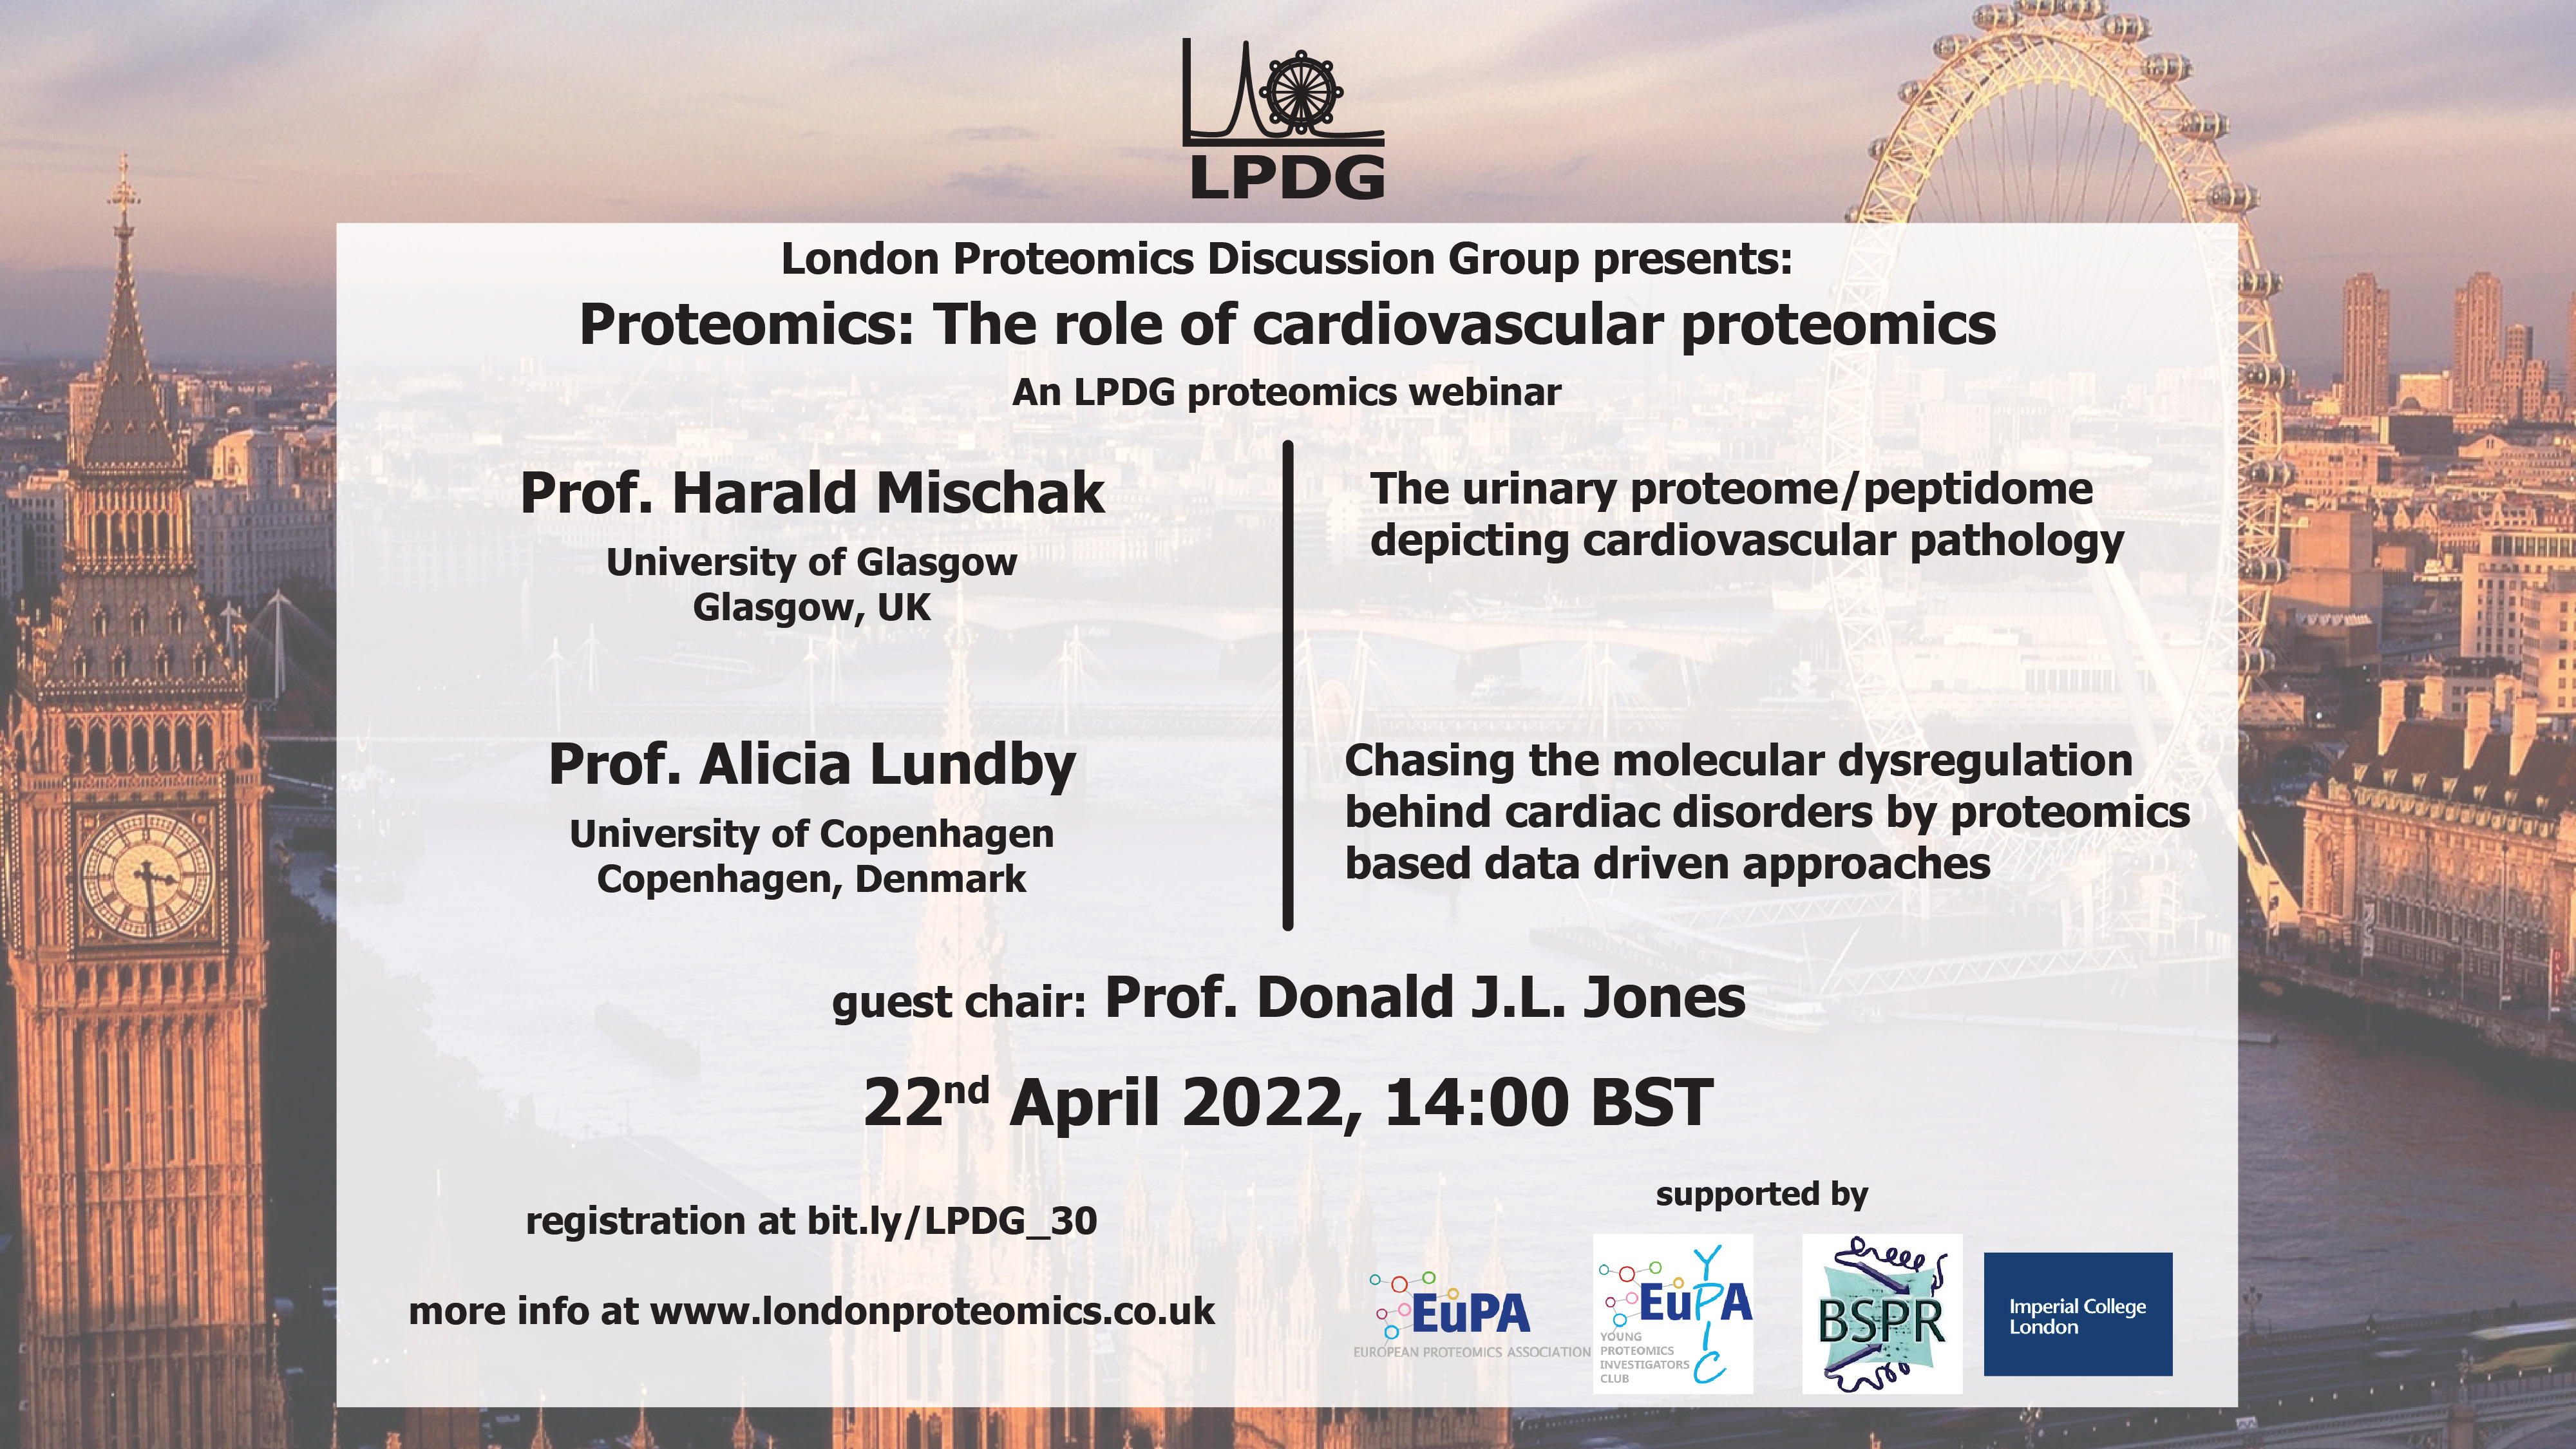 LPDG
London Proteomics Discussion Group presents:
Proteomics: The role of cardiovascular proteomics
An LPDG proteomics webinar
Prof. Harald Mischak
University of Glasgow
Glasgow, UK
The urinary proteome/peptidome
depicting cardiovascular pathology
Prof. Alicia Lundby
University of Copenhagen
Copenhagen, Denmark
Chasing the molecular dysregulation
behind cardiac disorders by proteomics
based data driven approaches
guest chair: Prof. Donald J.L. Jones
22nd April 2022, 14:00 BST
registration at bit.ly/LPDG_30
more info at www.londonproteomics.co.uk
supported by
EuPA
EUROPEAN PROTEOMICS ASSOCIATION
EuPA
YPIC
YOUNG
PROTEOMICS
INVESTIGATORS
CLUB
BSPR
Imperial College
London